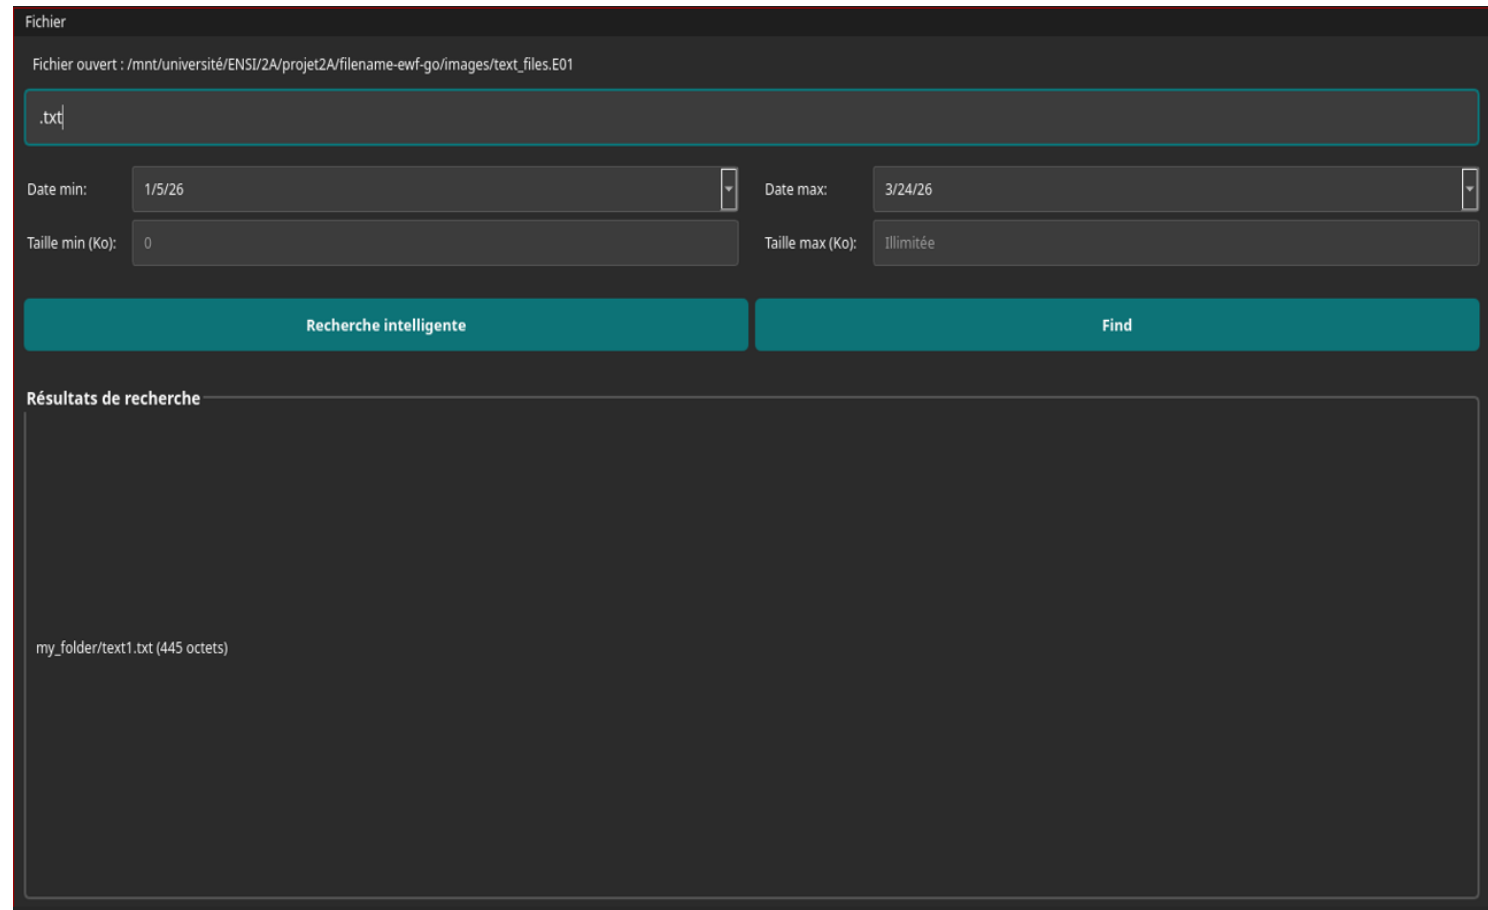 Fichier
Fichier ouvert : /mnt/université/ENSI/2A/projet2A/filename-ewf-go/images/text_files.E01
.txt
Date min: 1/5/26 Date max: 3/24/26
Taille min (Ko): 0 Taille max (Ko): Illimitée
Recherche intelligente Find
Résultats de recherche
my_folder/text1.txt (445 octets)